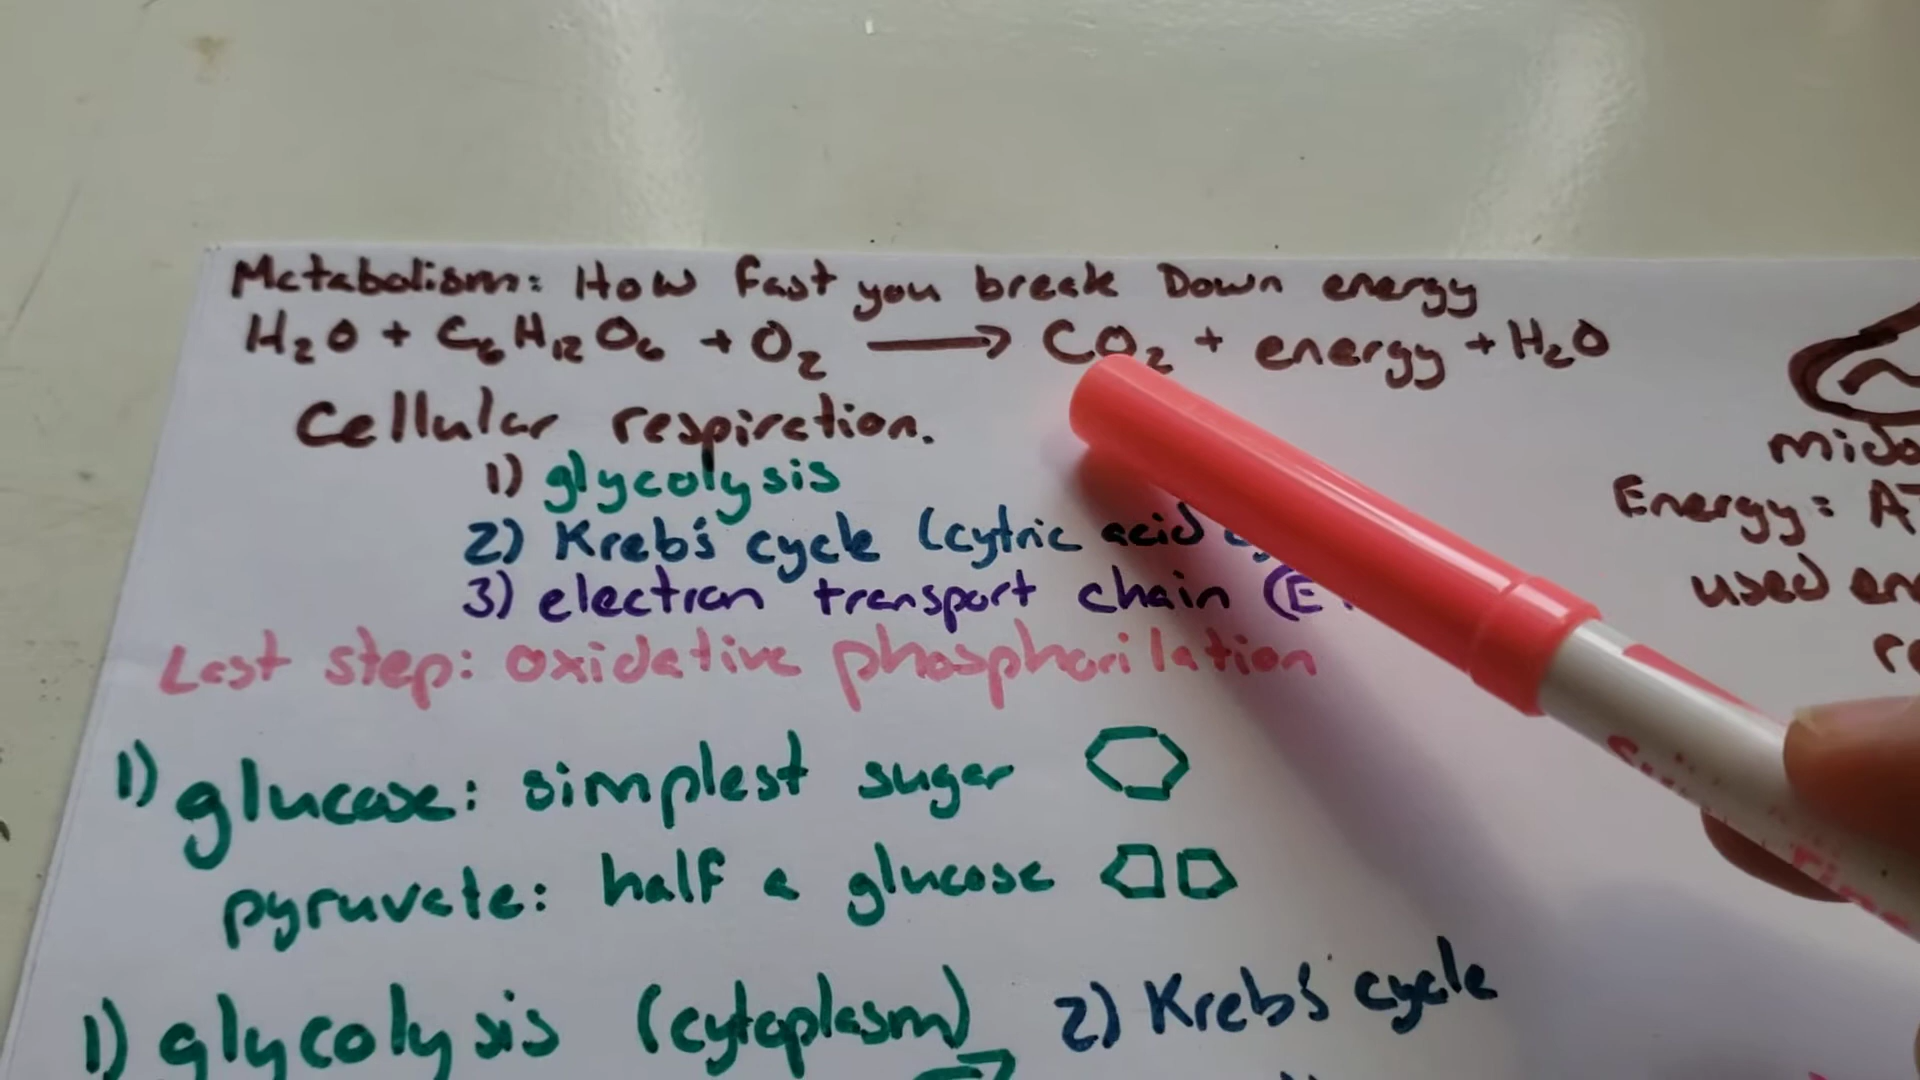 Metabolism: How fast you break Down energy
H₂O + C₆H₁₂O₆ + O₂ → CO₂ + energy + H₂O
Cellular respiration.
1) glycolysis
2) Kreb's cycle (cytric acid
3) electron transport chain (E
Last step: oxidative phosphorilation
Energy: A
used
1) glucose: simplest sugar
pyruvate: half a glucose
1) glycolysis (cytoplasm)
2) Kreb's cycle